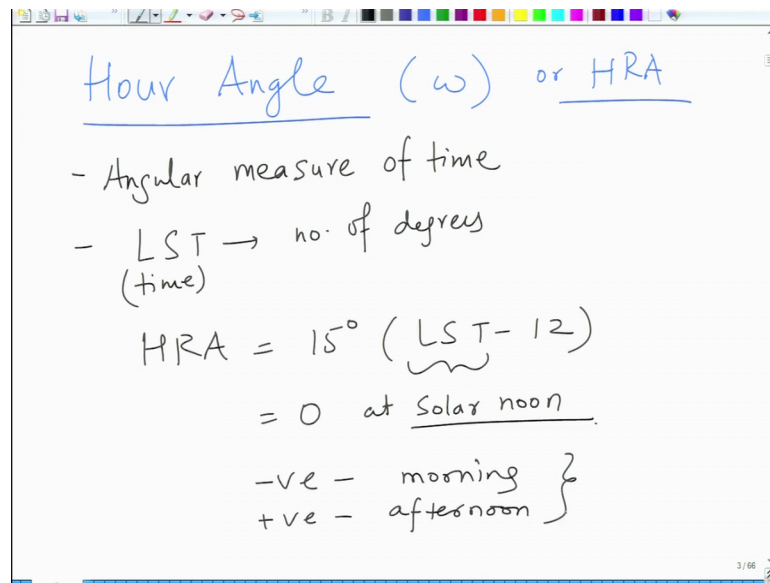 Hour Angle (ω) or HRA
- Angular measure of time
- LST → no. of degrees
(time)
HRA = 15° (LST - 12)
= 0 at Solar noon.
-ve - morning
+ve - afternoon
3 / 66